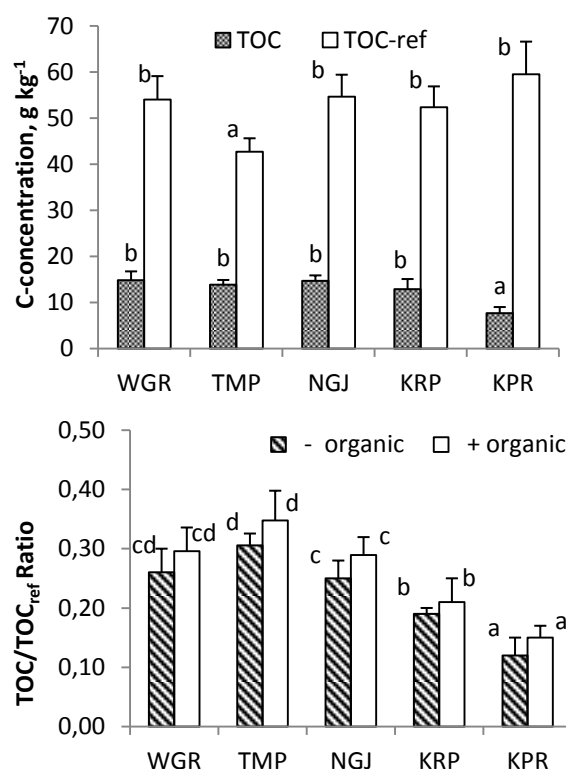 70
60
50
40
30
20
10
0
C-concentration, g kg⁻¹
TOC TOC-ref
b b b a b b b b a b
WGR TMP NGJ KRP KPR
0,50
0,40
0,30
0,20
0,10
0,00
TOC/TOCref Ratio
- organic + organic
cd cd d d c c b b a a
WGR TMP NGJ KRP KPR